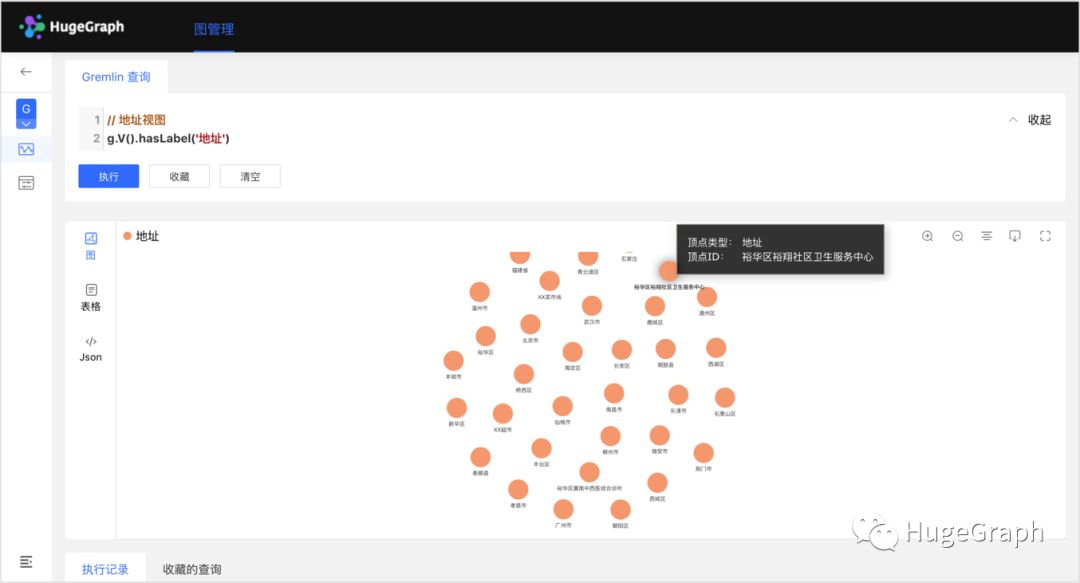 HugeGraph
图管理
Gremlin 查询
1 // 地址视图
2 g.V().hasLabel('地址')
收起
执行 收藏 清空
图
表格
</>
Json
地址
顶点类型: 地址
顶点ID: 裕华区裕翔社区卫生服务中心
福建省
青云谱区
石家庄
裕华区裕翔社区卫生服务中心
XX菜市场
温州市
武汉市
鹿城区
通州区
北京市
裕华区
海淀区
长安区
铜鼓县
西湖区
丰城市
桥西区
南昌市
乐清市
石景山区
新华区
XX超市
仙桃市
柳州市
瑞安市
丰台区
荆门市
泰顺县
裕华区冀南中西医结合诊所
西城区
孝感市
广州市
朝阳区
HugeGraph
执行记录 收藏的查询